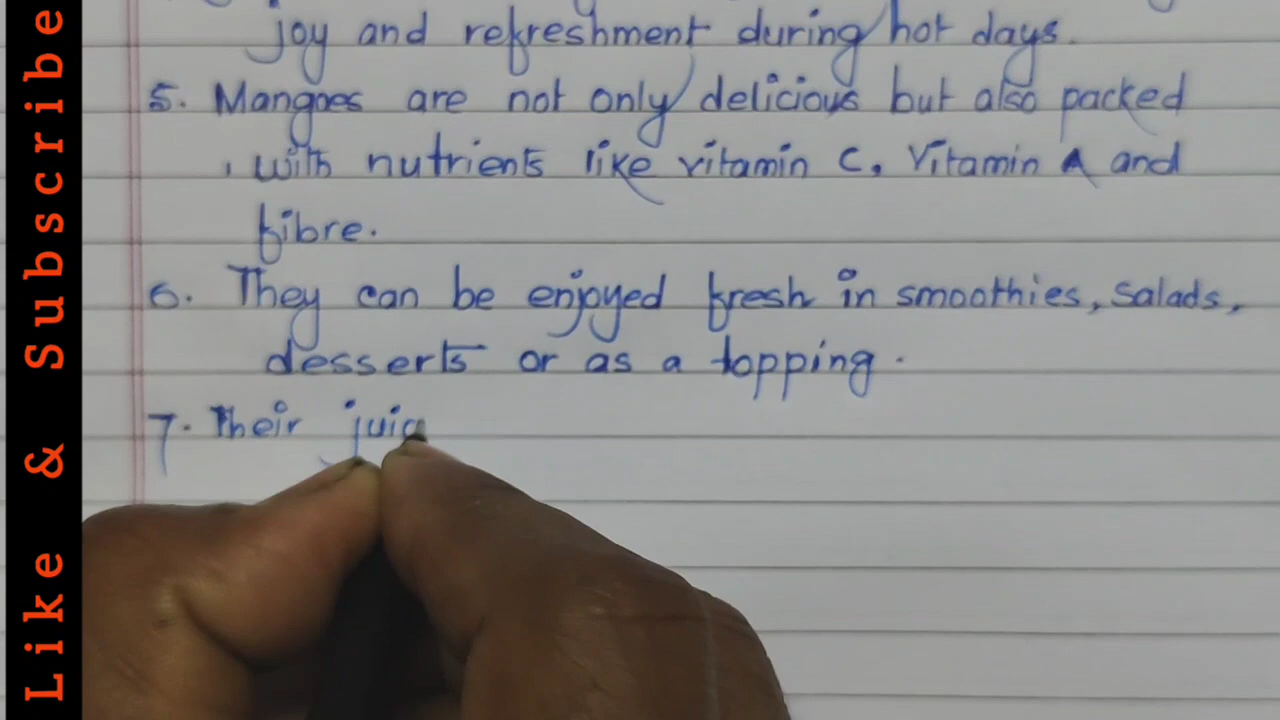 Like & Subscribe
joy and refreshment during hot days.
5. Mangoes are not only delicious but also packed
with nutrients like vitamin C, Vitamin A and
fibre.
6. They can be enjoyed fresh in smoothies, salads,
desserts or as a topping.
7. Their juic